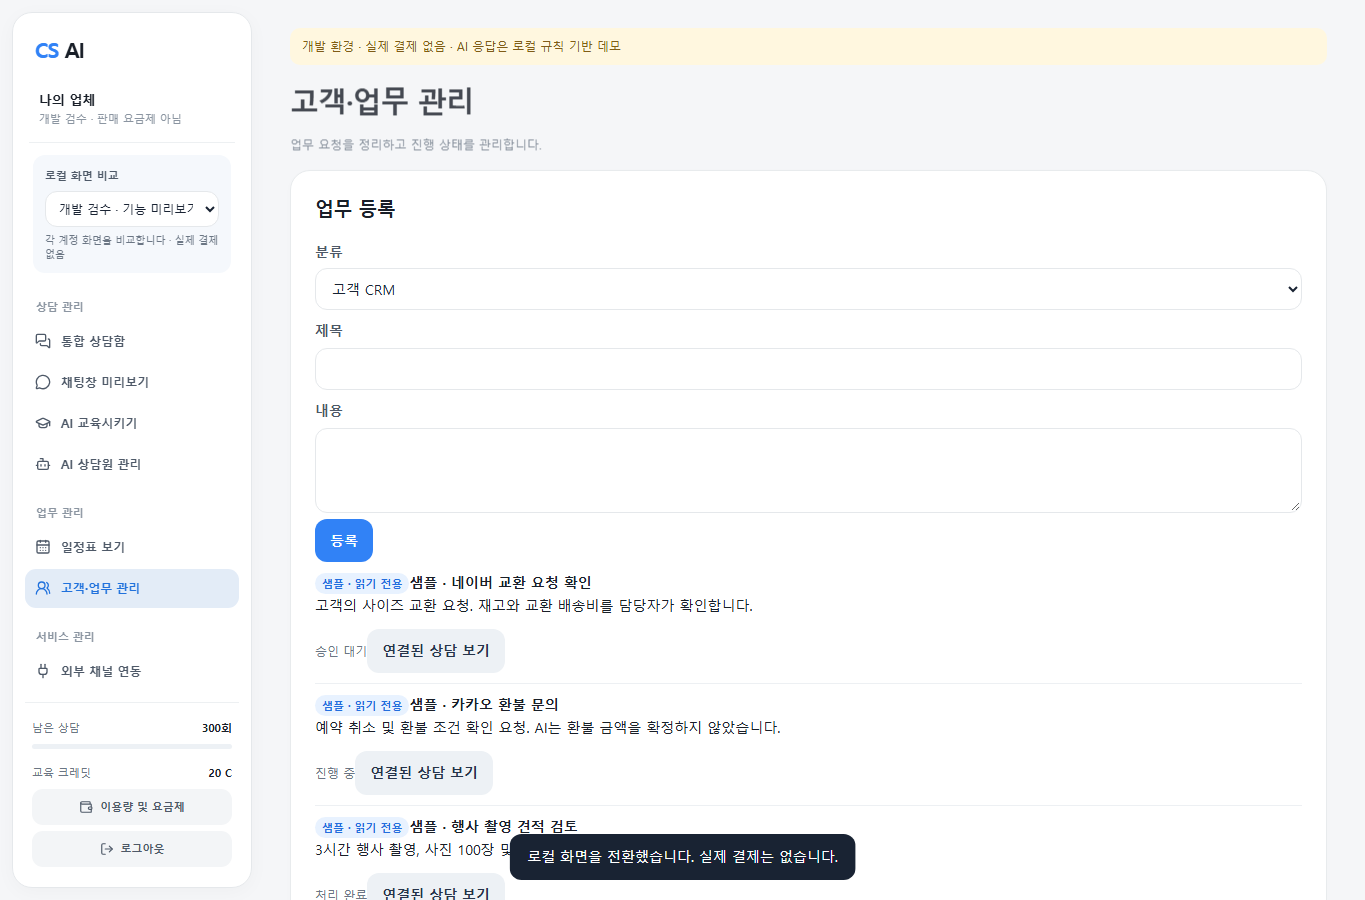 CS AI
나의 업체
개발 검수 · 판매 요금제 아님
로컬 화면 비교
개발 검수 · 기능 미리보기
각 계정 화면을 비교합니다 · 실제 결제
없음
상담 관리
통합 상담함
채팅창 미리보기
AI 교육시키기
AI 상담원 관리
업무 관리
일정표 보기
고객·업무 관리
서비스 관리
외부 채널 연동
남은 상담 300회
교육 크레딧 20 C
이용량 및 요금제
로그아웃
개발 환경 · 실제 결제 없음 · AI 응답은 로컬 규칙 기반 데모
고객·업무 관리
업무 요청을 정리하고 진행 상태를 관리합니다.
업무 등록
분류
고객 CRM
제목
내용
등록
샘플 · 읽기 전용 샘플 · 네이버 교환 요청 확인
고객의 사이즈 교환 요청. 재고와 교환 배송비를 담당자가 확인합니다.
승인 대기 연결된 상담 보기
샘플 · 읽기 전용 샘플 · 카카오 환불 문의
예약 취소 및 환불 조건 확인 요청. AI는 환불 금액을 확정하지 않았습니다.
진행 중 연결된 상담 보기
샘플 · 읽기 전용 샘플 · 행사 촬영 견적 검토
3시간 행사 촬영, 사진 100장 및
로컬 화면을 전환했습니다. 실제 결제는 없습니다.
처리 완료 연결된 상담 보기